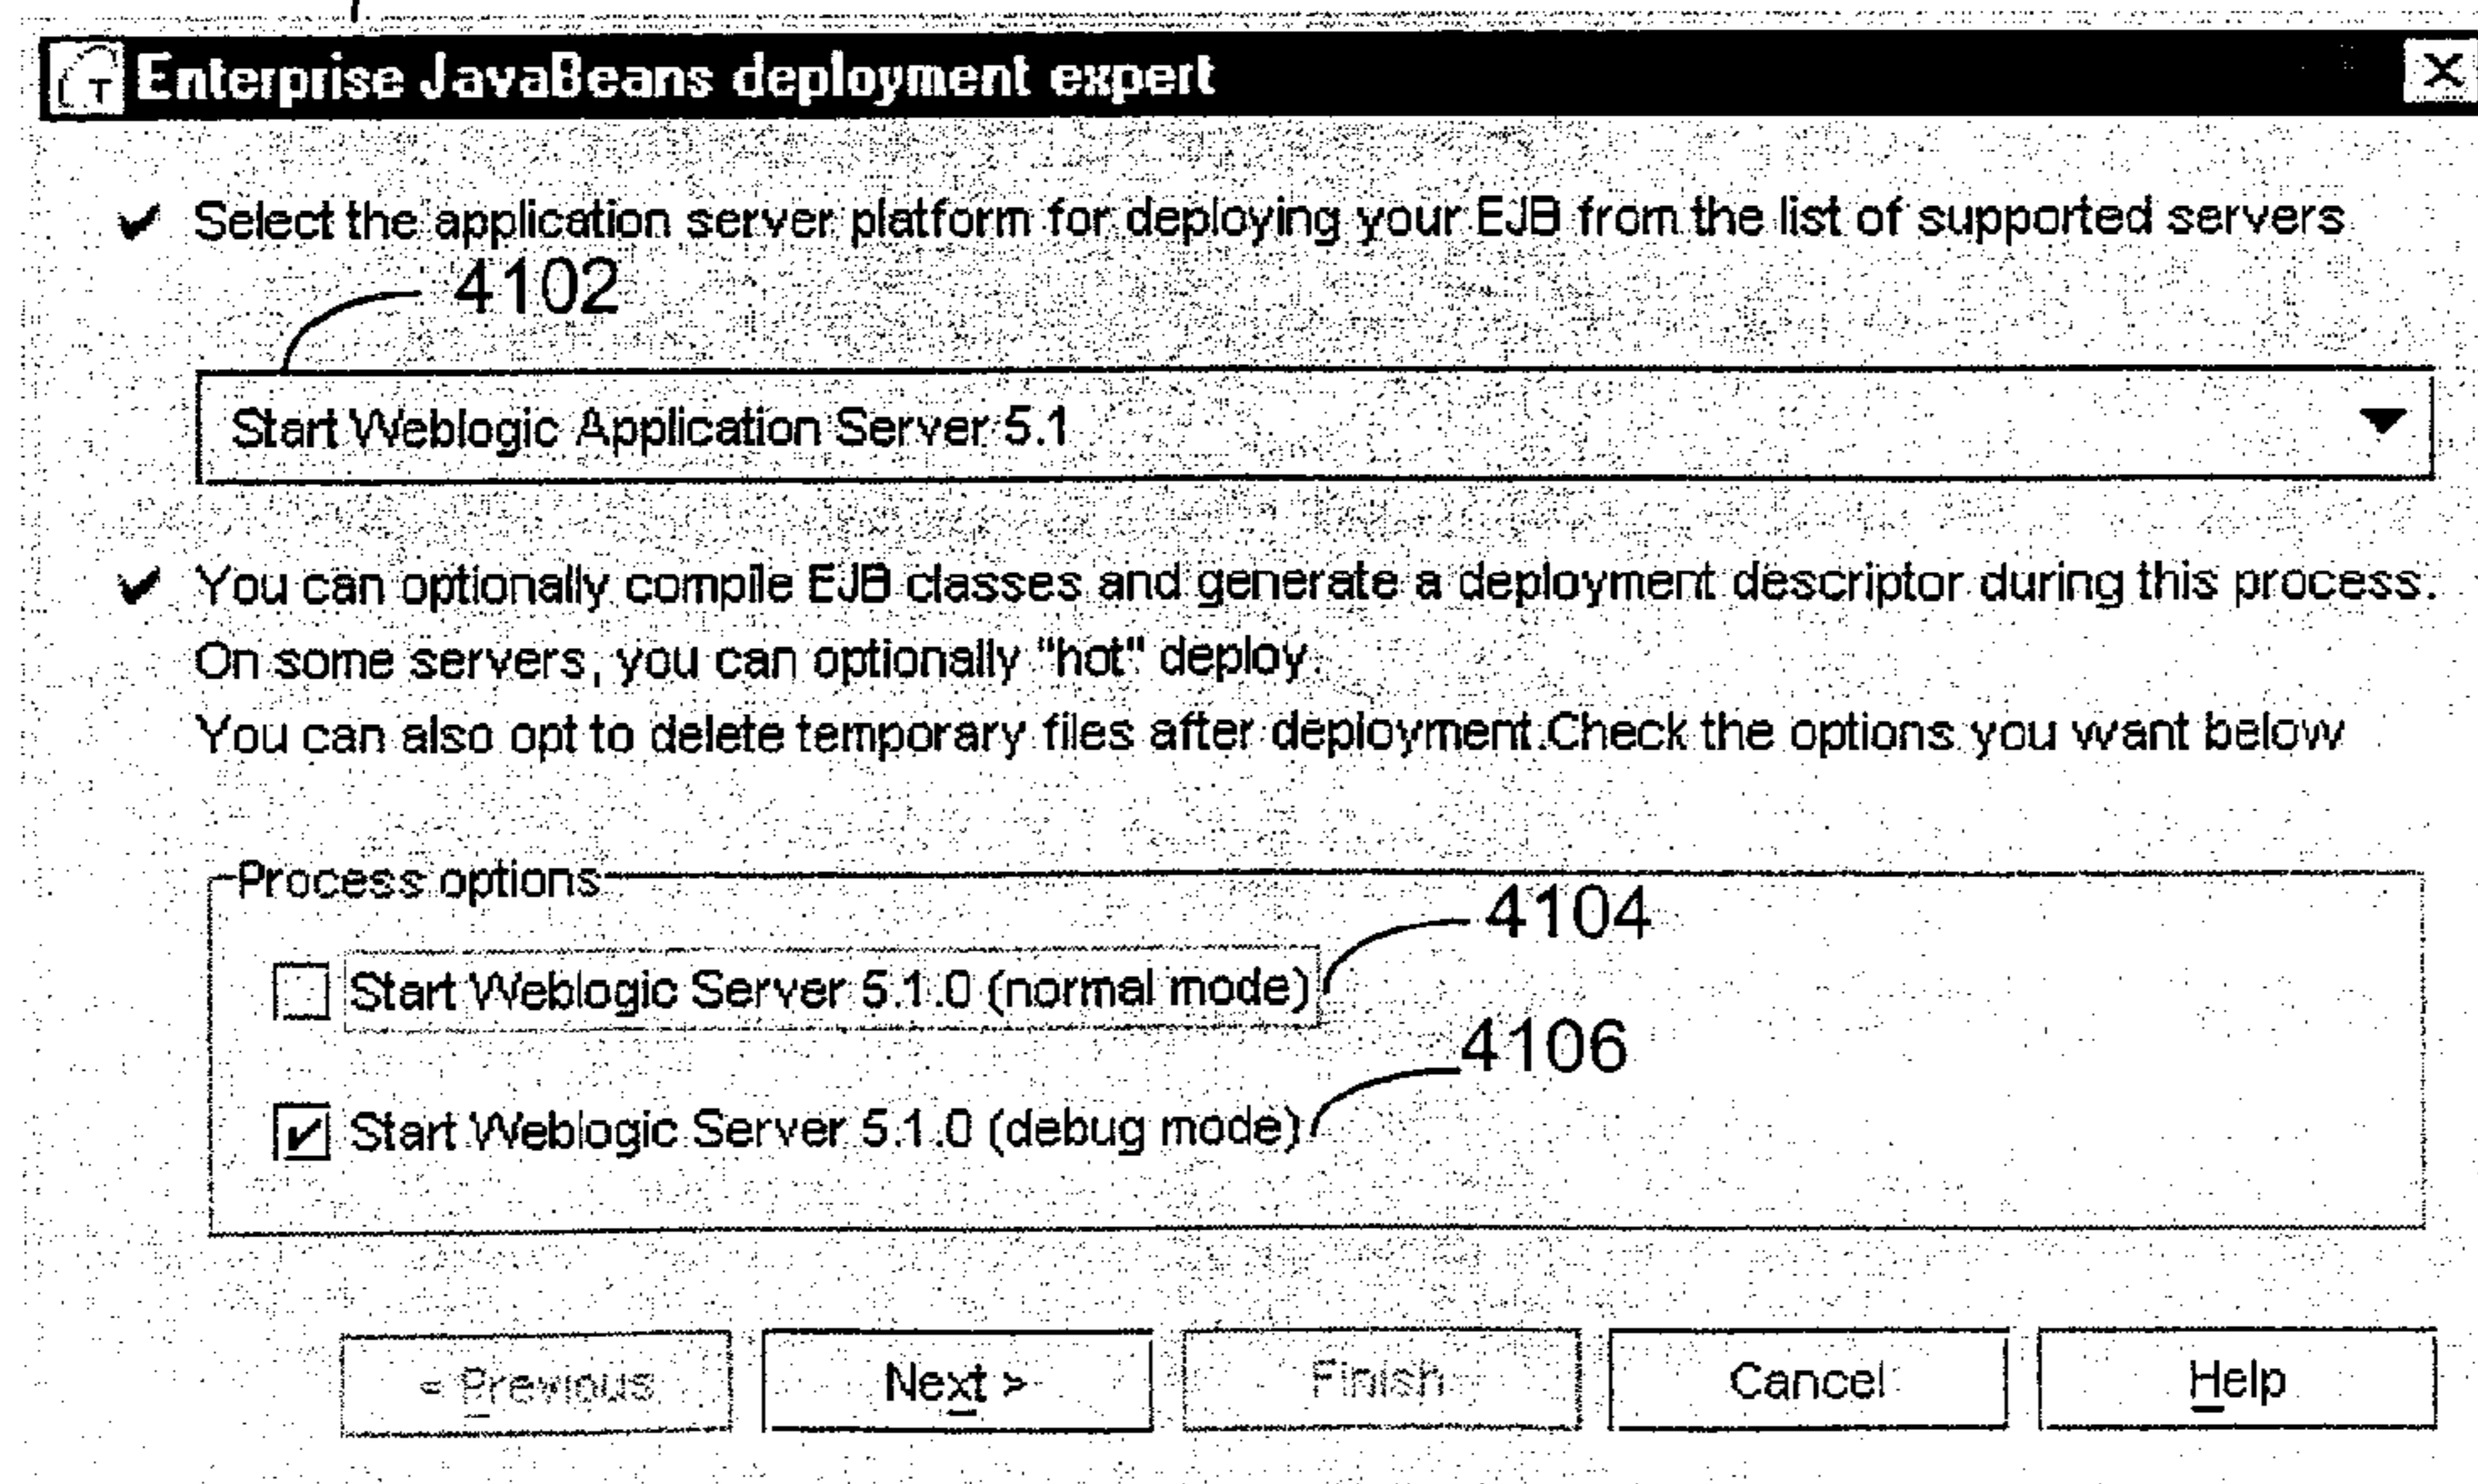 Enterprise JavaBeans deployment expert
Select the application server platform for deploying your EJB from the list of supported servers
4102
Start Weblogic Application Server 5.1
You can optionally compile EJB classes and generate a deployment descriptor during this process.
On some servers, you can optionally "hot" deploy.
You can also opt to delete temporary files after deployment.Check the options you want below
Process options
4104
Start Weblogic Server 5.1.0 (normal mode)
4106
Start Weblogic Server 5.1.0 (debug mode)
< Previous Next > Finish Cancel Help